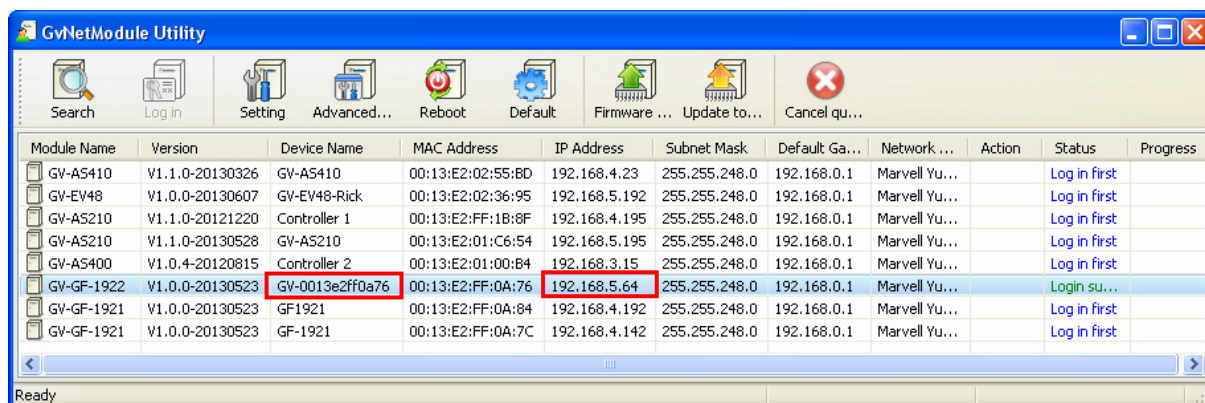 GvNetModule Utility
Search Log in Setting Advanced... Reboot Default Firmware ... Update to... Cancel qu...
Module Name Version Device Name MAC Address IP Address Subnet Mask Default Ga... Network ... Action Status Progress
GV-AS410 V1.1.0-20130326 GV-AS410 00:13:E2:02:55:BD 192.168.4.23 255.255.248.0 192.168.0.1 Marvell Yu... Log in first
GV-EV48 V1.0.0-20130607 GV-EV48-Rick 00:13:E2:02:36:95 192.168.5.192 255.255.248.0 192.168.0.1 Marvell Yu... Log in first
GV-AS210 V1.1.0-20121220 Controller 1 00:13:E2:FF:1B:8F 192.168.4.195 255.255.248.0 192.168.0.1 Marvell Yu... Log in first
GV-AS210 V1.1.0-20130528 GV-AS210 00:13:E2:01:C6:54 192.168.5.195 255.255.248.0 192.168.0.1 Marvell Yu... Log in first
GV-AS400 V1.0.4-20120815 Controller 2 00:13:E2:01:00:B4 192.168.3.15 255.255.248.0 192.168.0.1 Marvell Yu... Log in first
GV-GF-1922 V1.0.0-20130523 GV-0013e2ff0a76 00:13:E2:FF:0A:76 192.168.5.64 255.255.248.0 192.168.0.1 Marvell Yu... Login su...
GV-GF-1921 V1.0.0-20130523 GF1921 00:13:E2:FF:0A:84 192.168.4.192 255.255.248.0 192.168.0.1 Marvell Yu... Log in first
GV-GF-1921 V1.0.0-20130523 GF-1921 00:13:E2:FF:0A:7C 192.168.4.142 255.255.248.0 192.168.0.1 Marvell Yu... Log in first
Ready